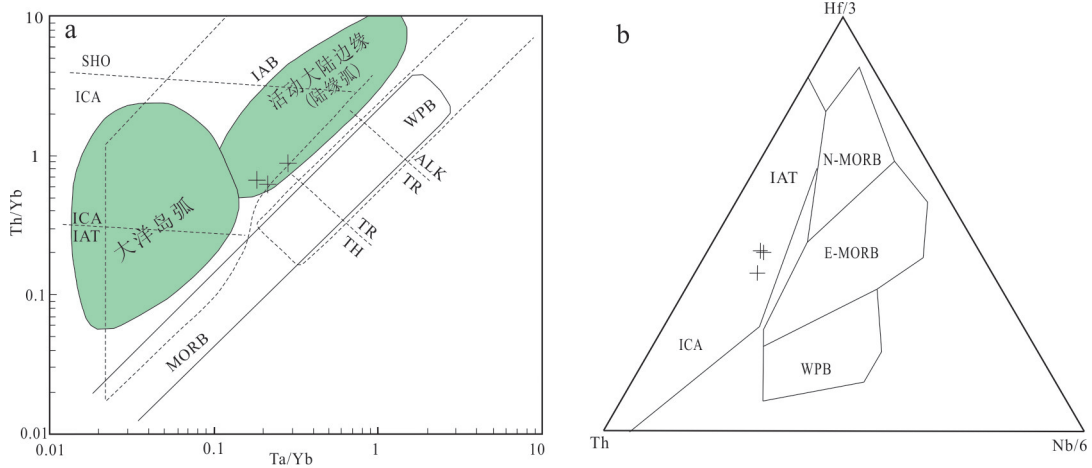 a
10
1
0.1
0.01
Th/Yb
SHO
ICA
ICA
IAT
大洋岛弧
IAB
活动大陆边缘
(陆缘弧)
WPB
ALK
TR
TR
TH
MORB
0.01
0.1
1
10
Ta/Yb
b
Hf/3
IAT
N-MORB
E-MORB
ICA
WPB
Th
Nb/6